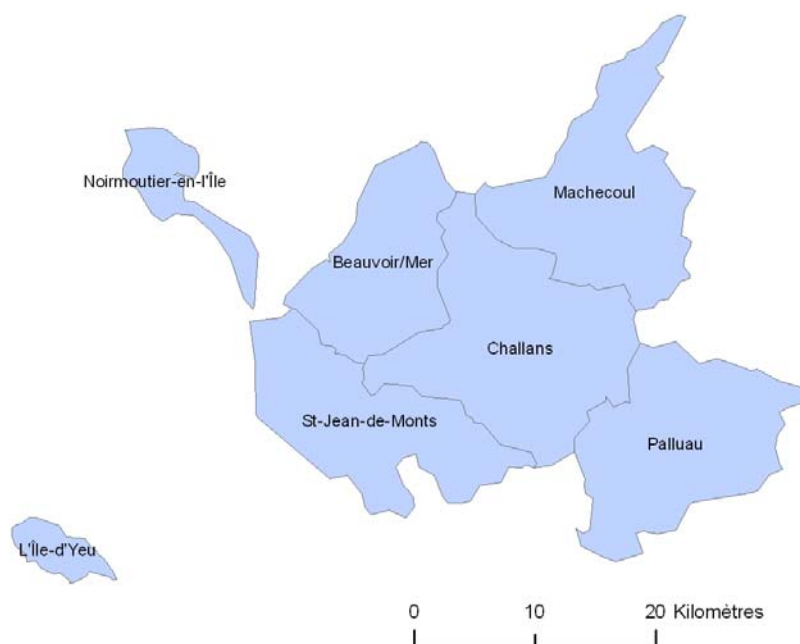 Noirmoutier-en-l'Île
Machecoul
Beauvoir/Mer
Challans
St-Jean-de-Monts
Palluau
L'Île-d'Yeu
0 10 20 Kilomètres